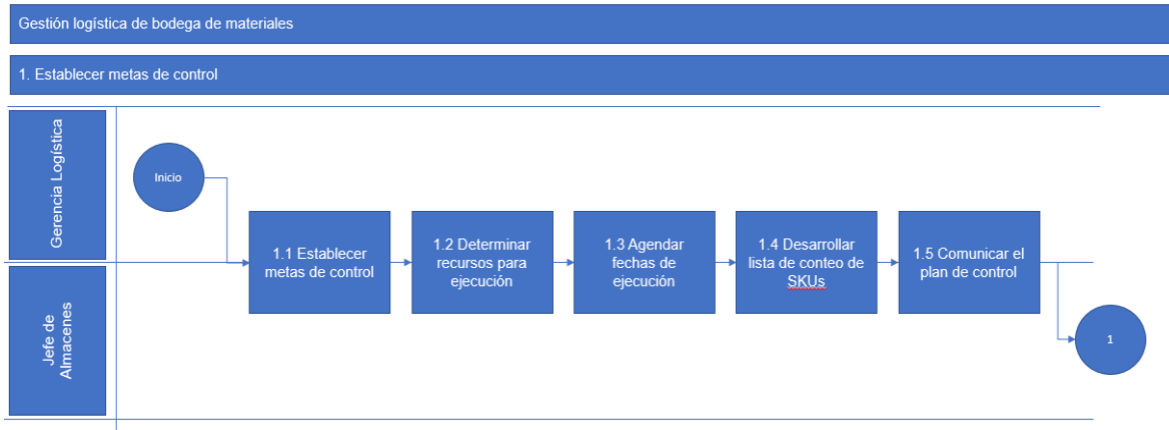 Gestión logística de bodega de materiales
1. Establecer metas de control
Gerencia Logística
Inicio
1.1 Establecer
metas de control
1.2 Determinar
recursos para
ejecución
1.3 Agendar
fechas de
ejecución
1.4 Desarrollar
lista de conteo de
SKUs
1.5 Comunicar el
plan de control
Jefe de
Almacenes
1